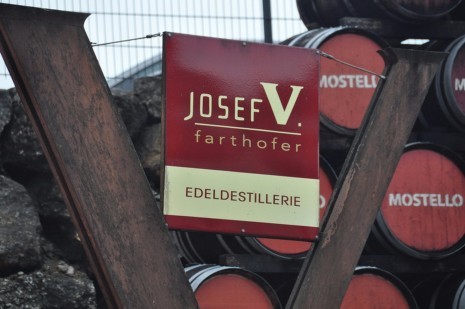 JOSEF V.
farthofer
EDELDESTILLERIE
MOSTELLO
MOSTELLO